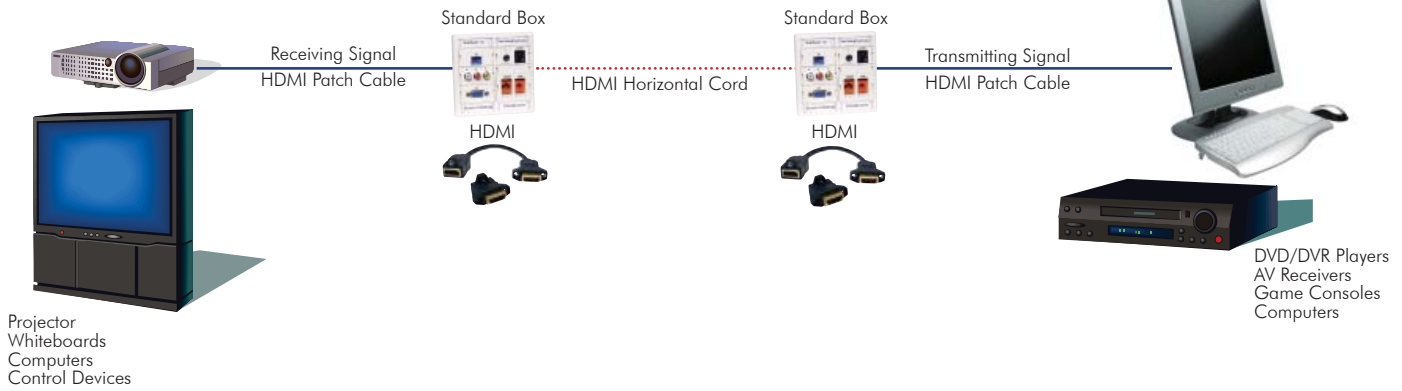 Standard Box
Standard Box
Receiving Signal
HDMI Patch Cable
HDMI Horizontal Cord
Transmitting Signal
HDMI Patch Cable
HDMI
HDMI
DVD/DVR Players
AV Receivers
Game Consoles
Computers
Projector
Whiteboards
Computers
Control Devices